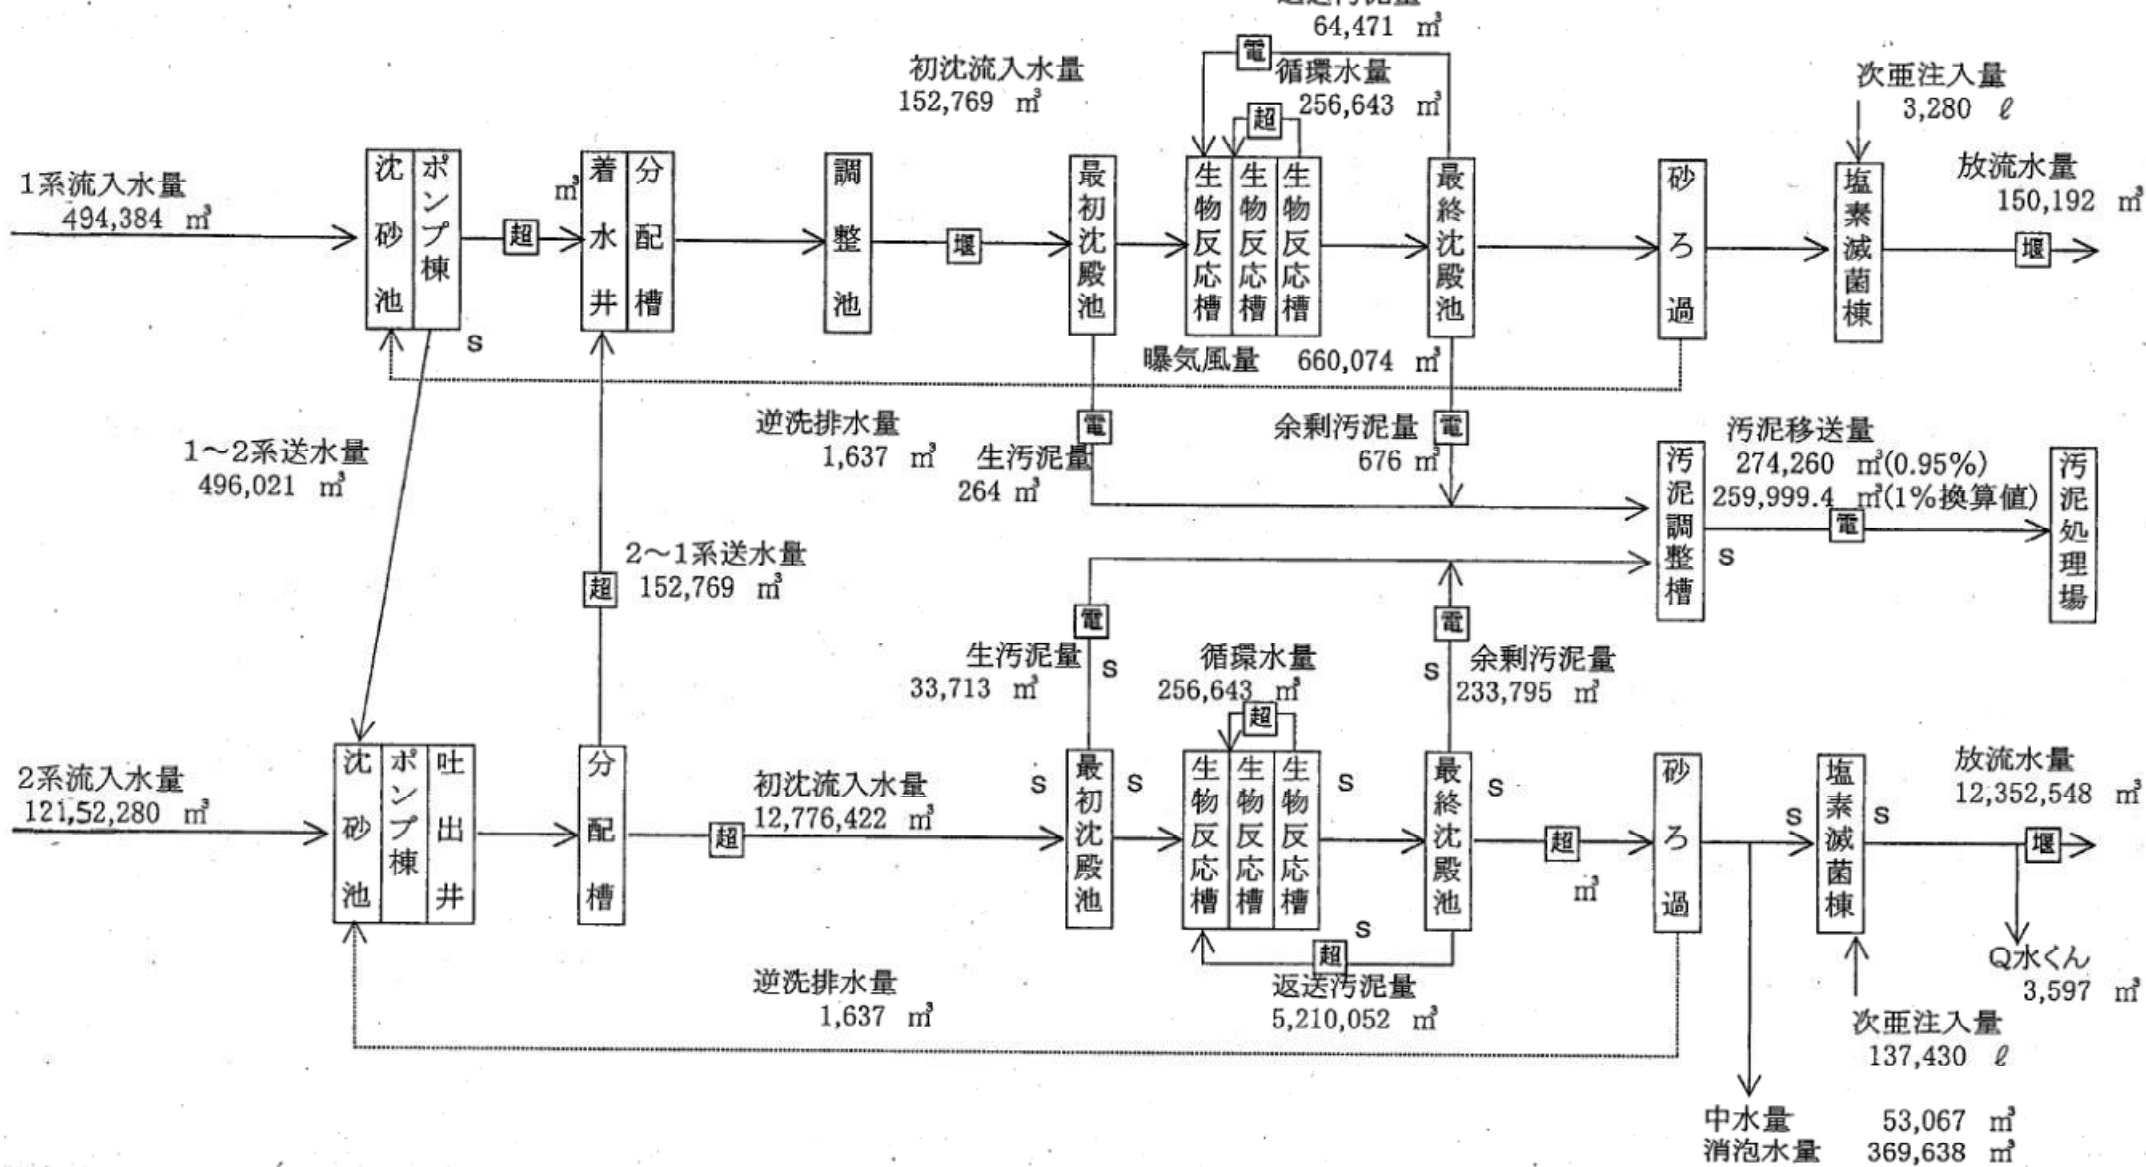 64,471 ㎥
電
循環水量
256,643 ㎥
超
初沈流入水量
152,769 ㎥
次亜注入量
3,280 ℓ
1系流入水量
494,384 ㎥
沈砂池
ポンプ棟
超
㎥
着水井
分配槽
調整池
堰
最初沈殿池
生物反応槽
生物反応槽
生物反応槽
最終沈殿池
砂ろ過
塩素滅菌棟
放流水量
150,192 ㎥
堰
S
曝気風量 660,074 ㎥
1～2系送水量
496,021 ㎥
逆洗排水量
1,637 ㎥
電
生汚泥量
264 ㎥
余剰汚泥量
676 ㎥
電
汚泥調整槽
汚泥移送量
274,260 ㎥(0.95%)
259,999.4 ㎥(1%換算値)
電
S
汚泥処理場
2～1系送水量
152,769 ㎥
超
電
生汚泥量
33,713 ㎥
S
循環水量
256,643 ㎥
超
電
S
余剰汚泥量
233,795 ㎥
2系流入水量
121,52,280 ㎥
沈砂池
ポンプ棟
吐出井
分配槽
超
初沈流入水量
12,776,422 ㎥
S
最初沈殿池
S
生物反応槽
生物反応槽
生物反応槽
S
最終沈殿池
S
超
㎥
砂ろ過
S
塩素滅菌棟
S
放流水量
12,352,548 ㎥
堰
逆洗排水量
1,637 ㎥
S
超
返送汚泥量
5,210,052 ㎥
Q水くん
3,597 ㎥
次亜注入量
137,430 ℓ
中水量 53,067 ㎥
消泡水量 369,638 ㎥